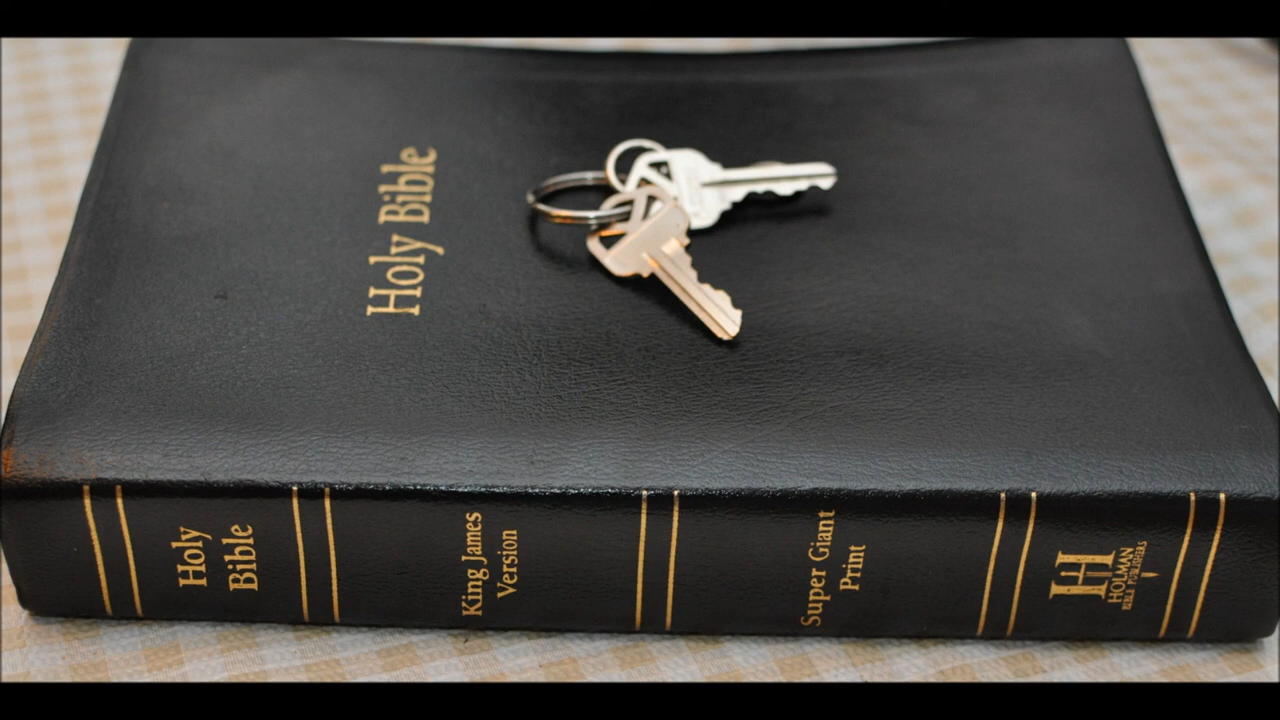 Holy Bible
Holy
Bible
King James
Version
Super Giant
Print
HOLMAN
BIBLE PUBLISHERS